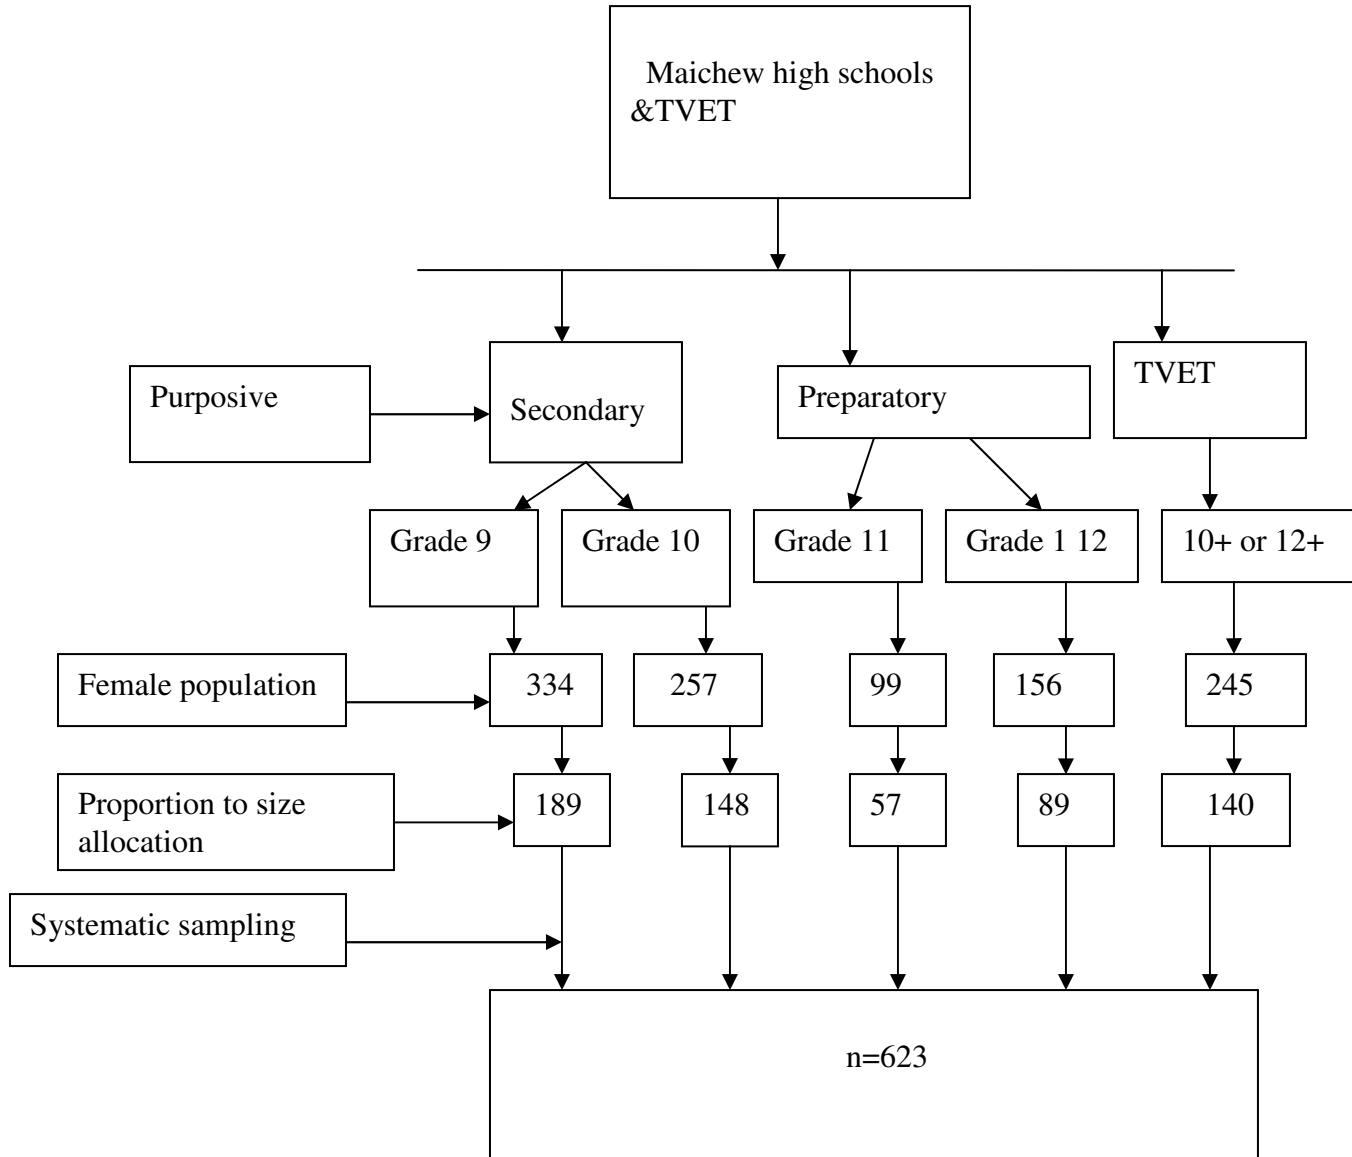 Maichew high schools
&TVET
Purposive
Secondary
Preparatory
TVET
Grade 9
Grade 10
Grade 11
Grade 1 12
10+ or 12+
Female population
334
257
99
156
245
Proportion to size
allocation
189
148
57
89
140
Systematic sampling
n=623